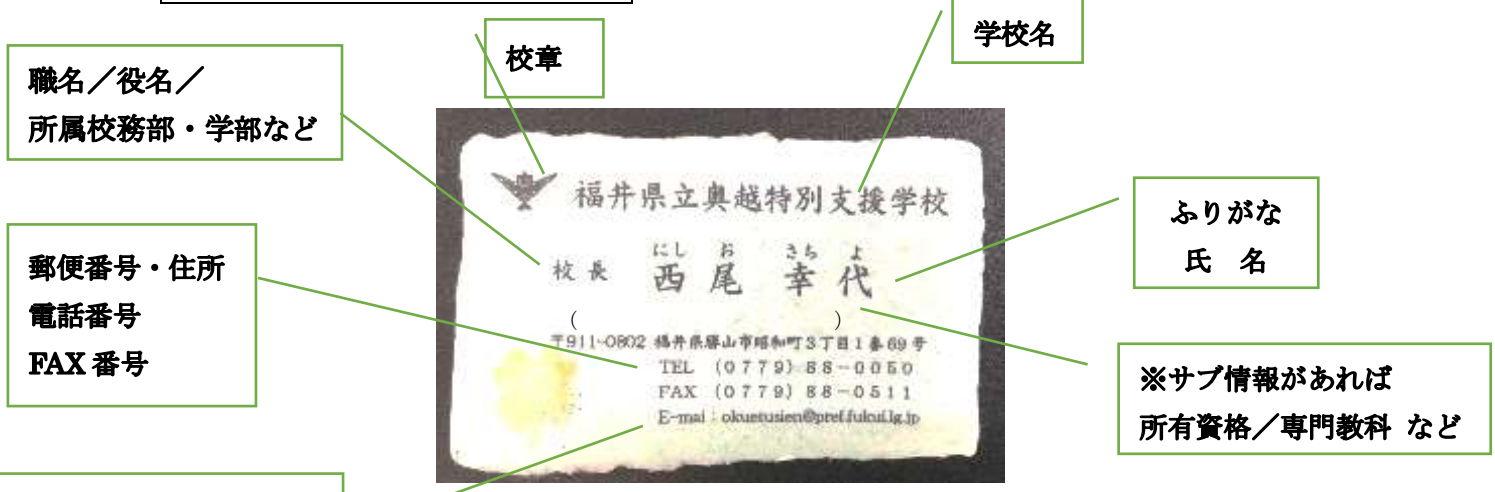 校章
学校名
職名／役名／
所属校務部・学部など
福井県立奥越特別支援学校
ふりがな
氏 名
にし お さち よ
校長 西尾 幸代
郵便番号・住所
電話番号
FAX 番号
( )
〒911-0802 福井県勝山市昭和町3丁目1番69号
TEL (0779) 88-0050
FAX (0779) 88-0511
E-mai : okuetusien@pref.fukui.lg.jp
※サブ情報があれば
所有資格／専門教科 など